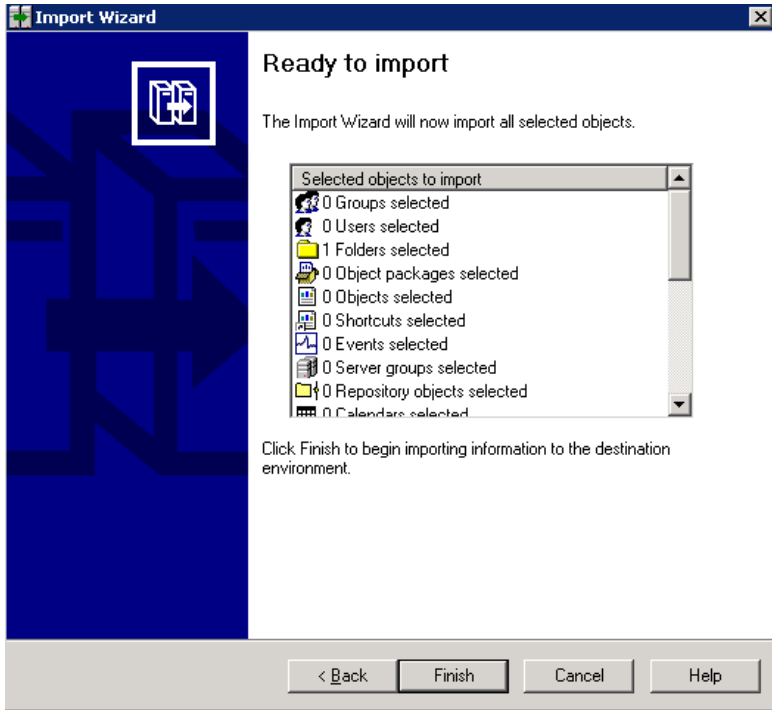 Import Wizard
Ready to import
The Import Wizard will now import all selected objects.
Selected objects to import
0 Groups selected
0 Users selected
1 Folders selected
0 Object packages selected
0 Objects selected
0 Shortcuts selected
0 Events selected
0 Server groups selected
0 Repository objects selected
0 Calendars selected
Click Finish to begin importing information to the destination
environment.
< Back Finish Cancel Help